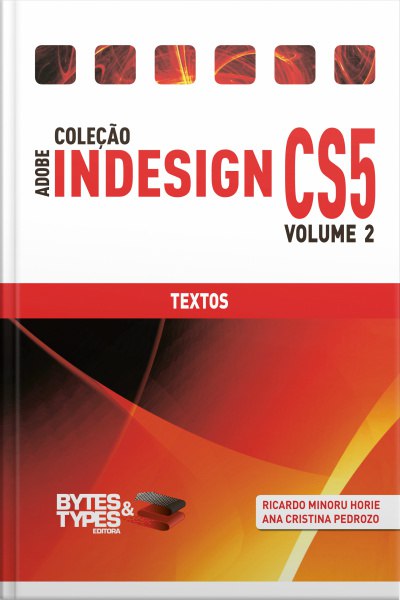 COLEÇÃO
ADOBE
INDESIGN CS5
VOLUME 2
TEXTOS
BYTES &
TYPES
EDITORA
RICARDO MINORU HORIE
ANA CRISTINA PEDROZO